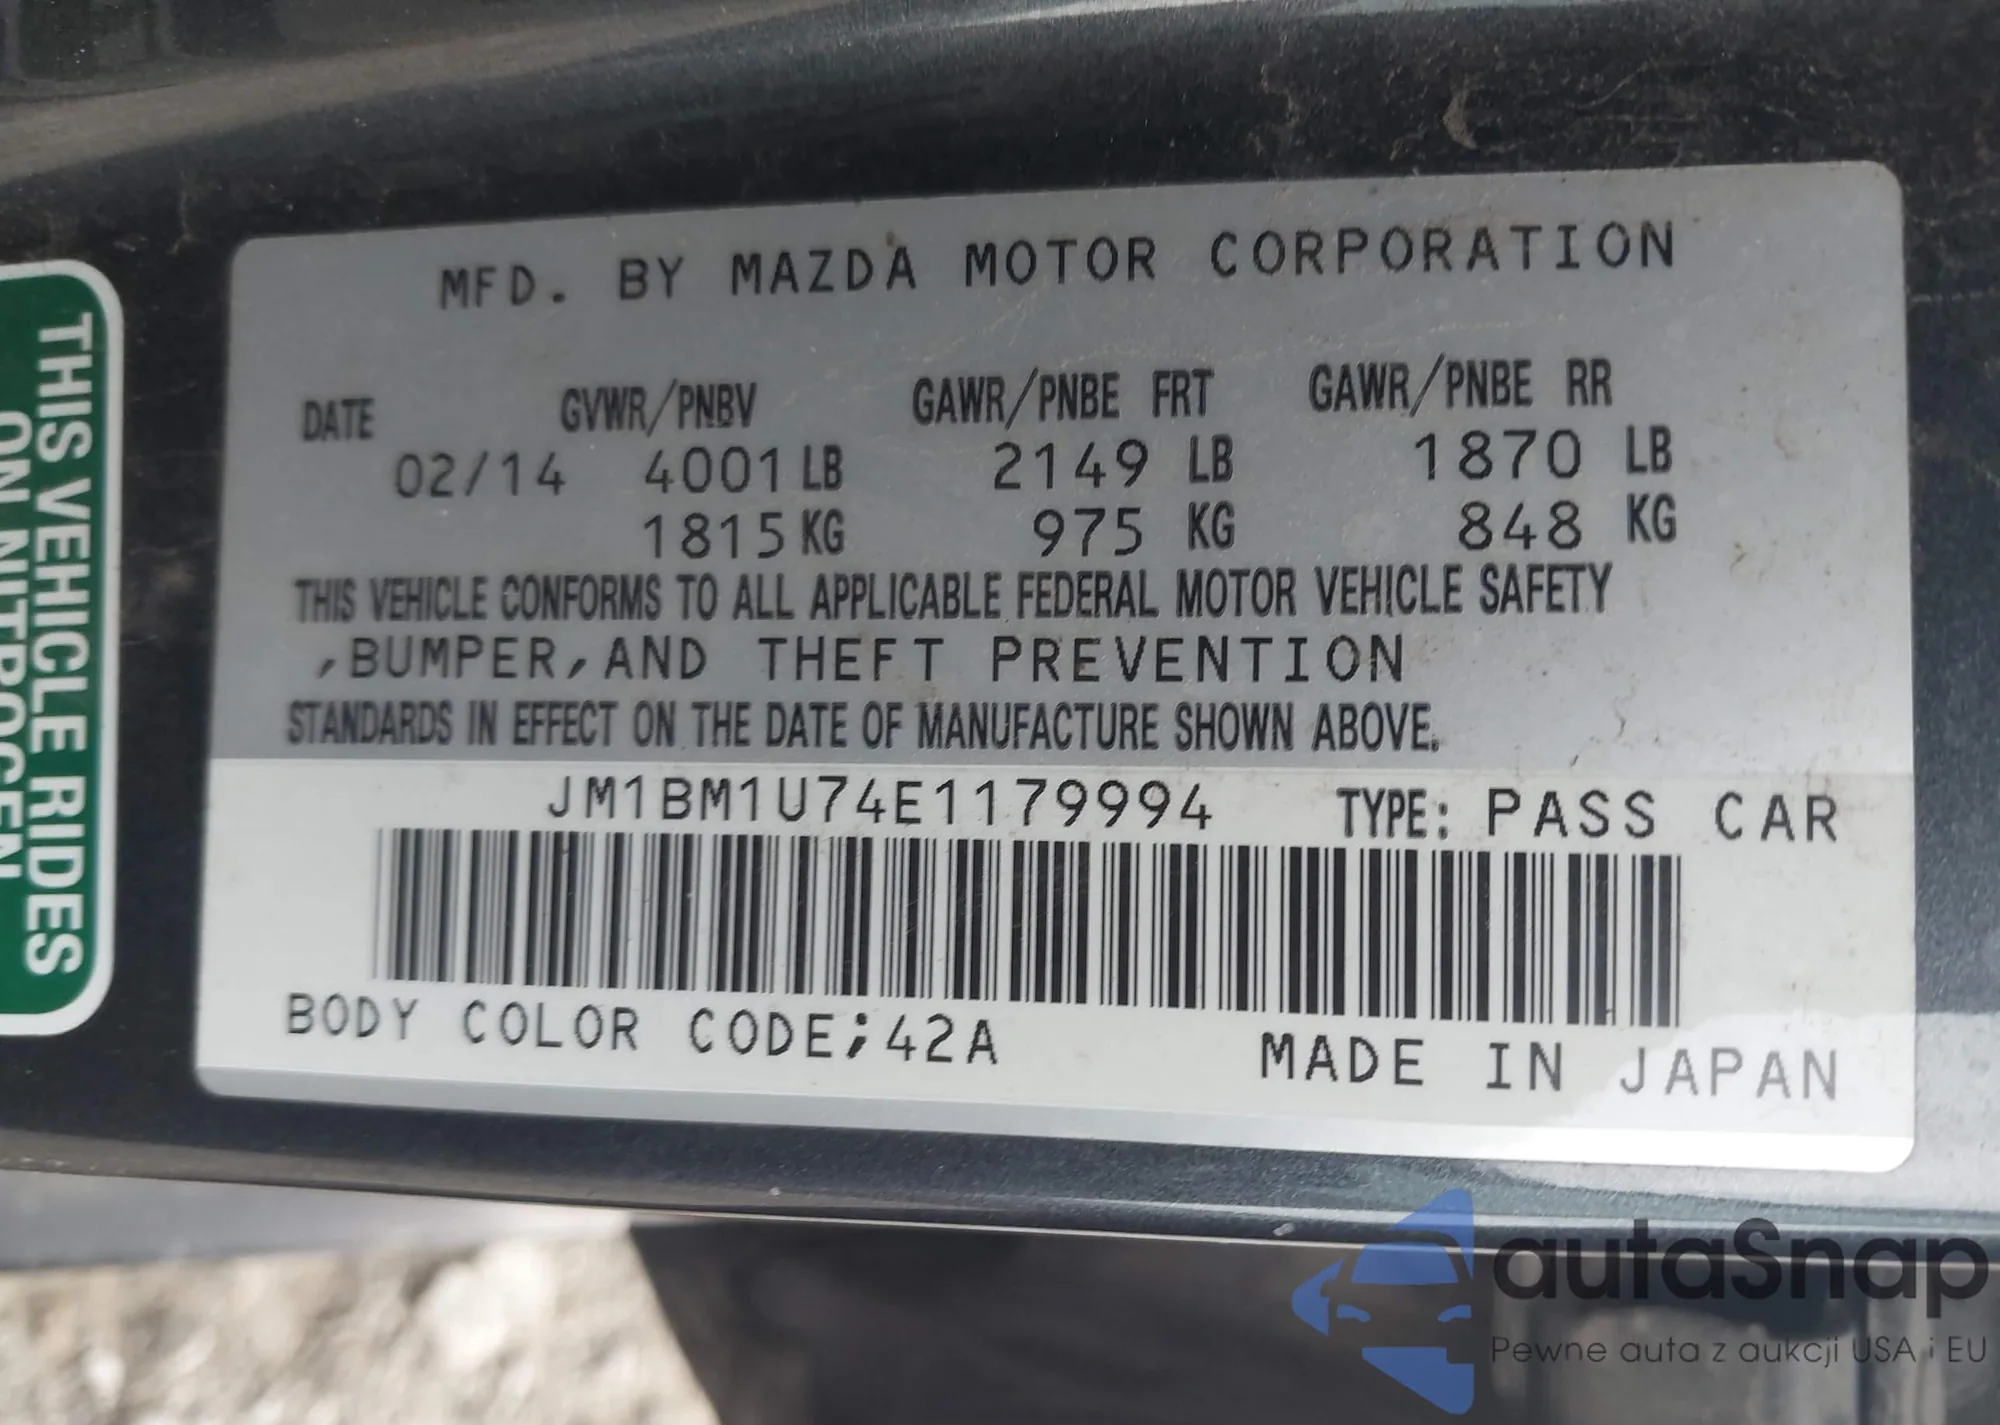 MFD. BY MAZDA MOTOR CORPORATION
DATE GVWR/PNBV GAWR/PNBE FRT GAWR/PNBE RR
02/14 4001 LB 2149 LB 1870 LB
1815 KG 975 KG 848 KG
THIS VEHICLE CONFORMS TO ALL APPLICABLE FEDERAL MOTOR VEHICLE SAFETY
,BUMPER,AND THEFT PREVENTION
STANDARDS IN EFFECT ON THE DATE OF MANUFACTURE SHOWN ABOVE.
JM1BM1U74E1179994 TYPE: PASS CAR
BODY COLOR CODE;42A MADE IN JAPAN
THIS VEHICLE RIDES
ON NITROGEN
autaSnap
Pewne auta z aukcji USA i EU